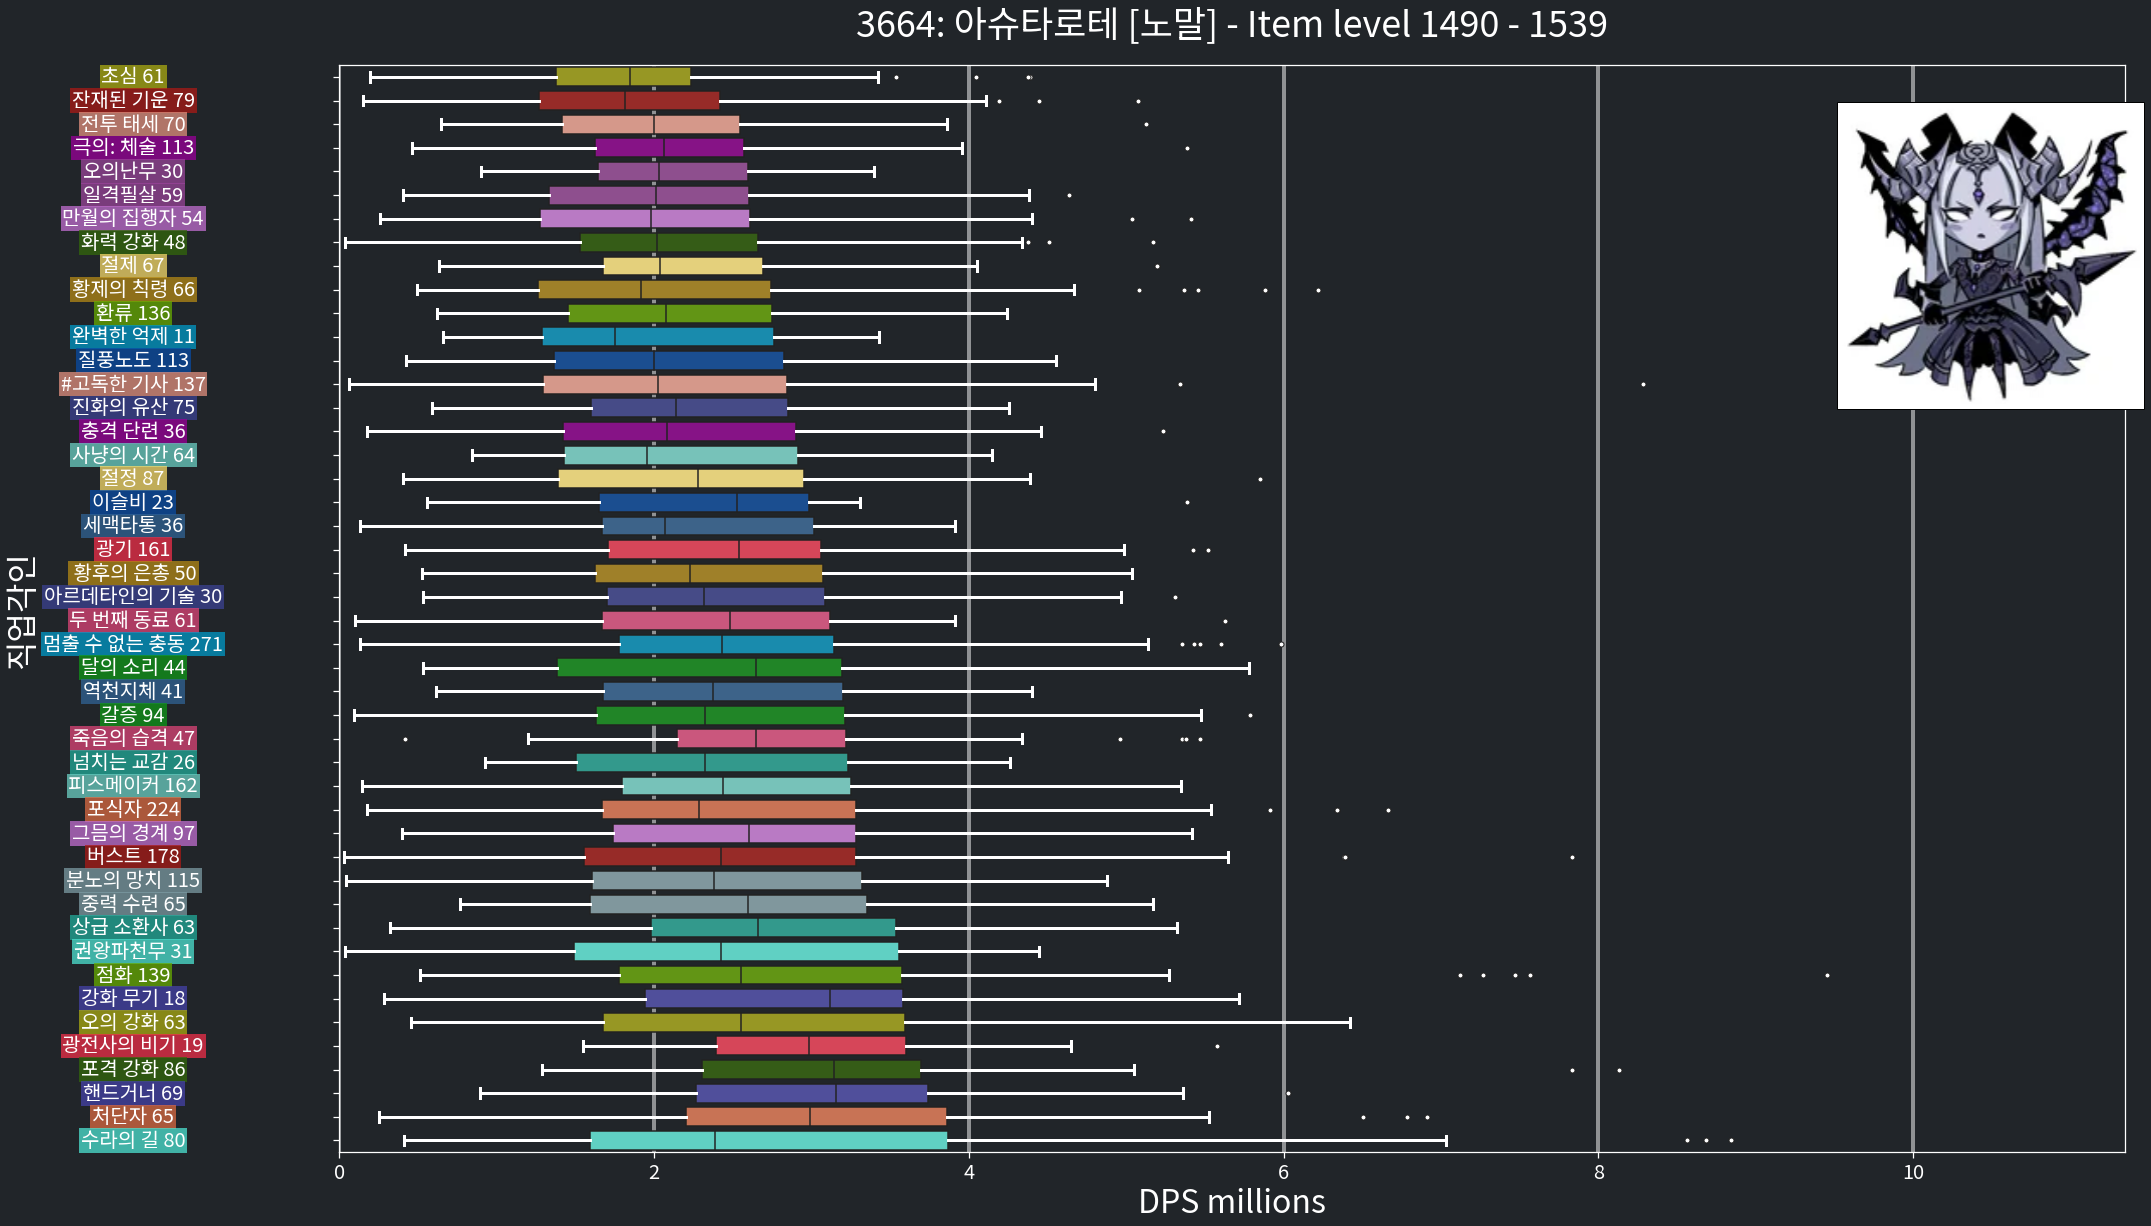 3664: 아슈타로테 [노말] - Item level 1490 - 1539
초심 61
잔재된 기운 79
전투 태세 70
극의: 체술 113
오의난무 30
일격필살 59
만월의 집행자 54
화력 강화 48
절제 67
황제의 칙령 66
환류 136
완벽한 억제 11
질풍노도 113
#고독한 기사 137
진화의 유산 75
충격 단련 36
사냥의 시간 64
절정 87
이슬비 23
세맥타통 36
광기 161
황후의 은총 50
아르데타인의 기술 30
두 번째 동료 61
멈출 수 없는 충동 271
달의 소리 44
역천지체 41
갈증 94
죽음의 습격 47
넘치는 교감 26
피스메이커 162
포식자 224
그믐의 경계 97
버스트 178
분노의 망치 115
중력 수련 65
상급 소환사 63
권왕파천무 31
점화 139
강화 무기 18
오의 강화 63
광전사의 비기 19
포격 강화 86
핸드거너 69
처단자 65
수라의 길 80
직업각인
0 2 4 6 8 10
DPS millions